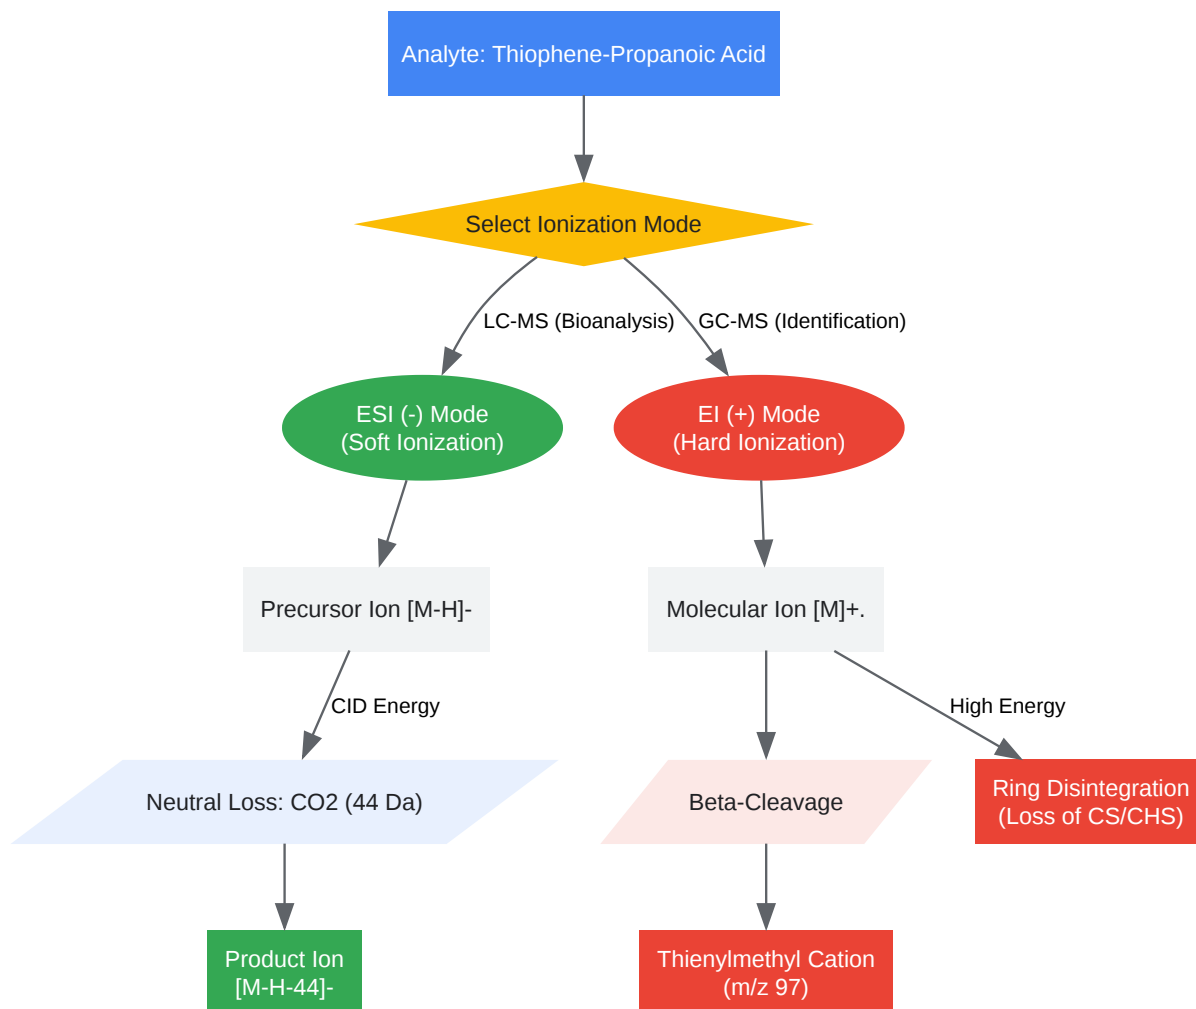 Analyte: Thiophene-Propanoic Acid
Select Ionization Mode
LC-MS (Bioanalysis)
GC-MS (Identification)
ESI (-) Mode
(Soft Ionization)
EI (+) Mode
(Hard Ionization)
Precursor Ion [M-H]-
Molecular Ion [M]+.
CID Energy
High Energy
Neutral Loss: CO2 (44 Da)
Beta-Cleavage
Ring Disintegration
(Loss of CS/CHS)
Product Ion
[M-H-44]-
Thienylmethyl Cation
(m/z 97)